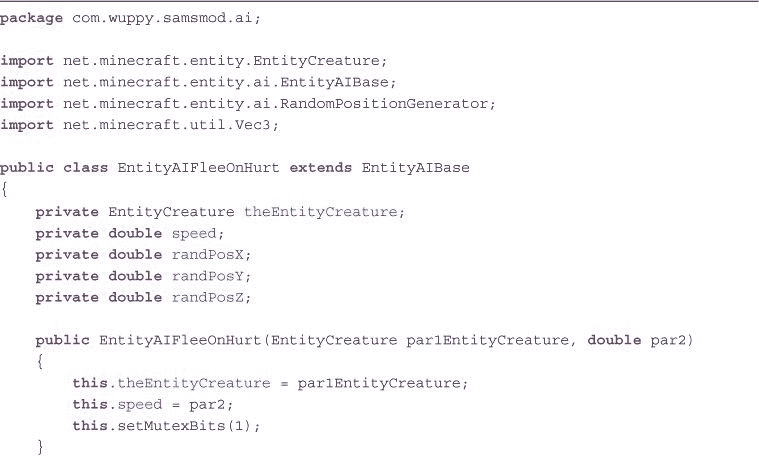 package com.wuppy.samsmod.ai;
import net.minecraft.entity.EntityCreature;
import net.minecraft.entity.ai.EntityAIBase;
import net.minecraft.entity.ai.RandomPositionGenerator;
import net.minecraft.util.Vec3;
public class EntityAIFleeOnHurt extends EntityAIBase
{
    private EntityCreature theEntityCreature;
    private double speed;
    private double randPosX;
    private double randPosY;
    private double randPosZ;
    public EntityAIFleeOnHurt(EntityCreature par1EntityCreature, double par2)
    {
        this.theEntityCreature = par1EntityCreature;
        this.speed = par2;
        this.setMutexBits(1);
    }